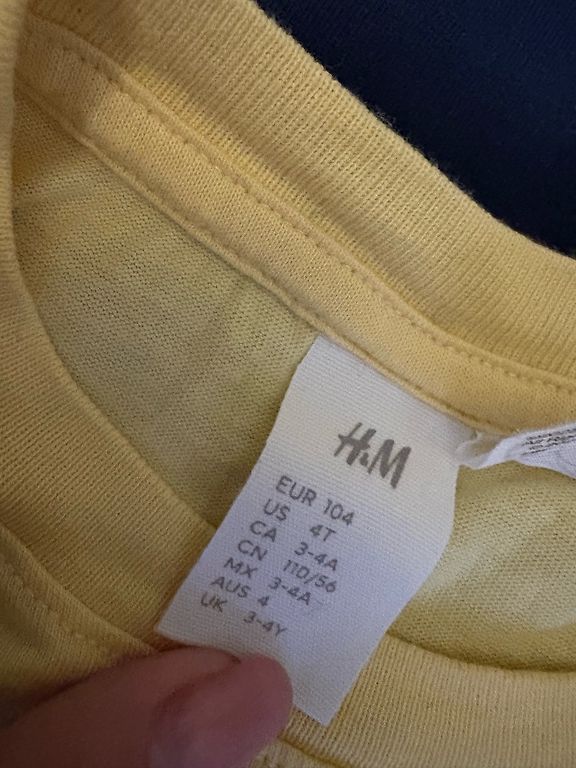 H&M
EUR 104
US 4T
CA 3-4A
CN 110/56
MX 3-4A
AUS 4
UK 3-4Y